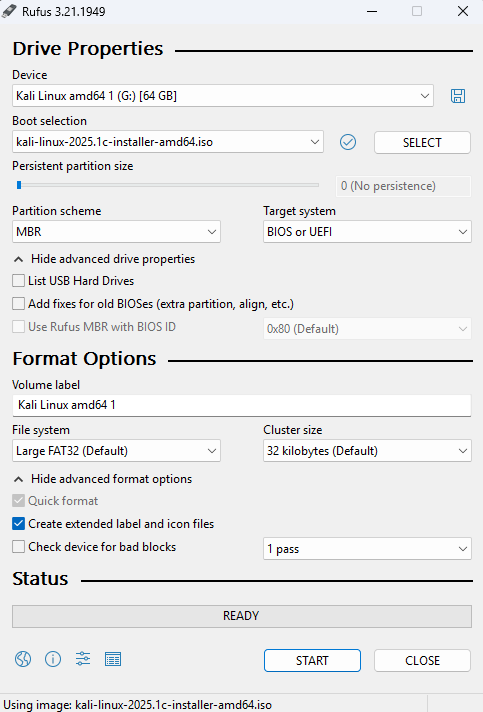 Rufus 3.21.1949
Drive Properties
Device
Kali Linux amd64 1 (G:) [64 GB]
Boot selection
kali-linux-2025.1c-installer-amd64.iso
SELECT
Persistent partition size
0 (No persistence)
Partition scheme
Target system
MBR
BIOS or UEFI
Hide advanced drive properties
List USB Hard Drives
Add fixes for old BIOSes (extra partition, align, etc.)
Use Rufus MBR with BIOS ID
0x80 (Default)
Format Options
Volume label
Kali Linux amd64 1
File system
Cluster size
Large FAT32 (Default)
32 kilobytes (Default)
Hide advanced format options
Quick format
Create extended label and icon files
Check device for bad blocks
1 pass
Status
READY
START
CLOSE
Using image: kali-linux-2025.1c-installer-amd64.iso